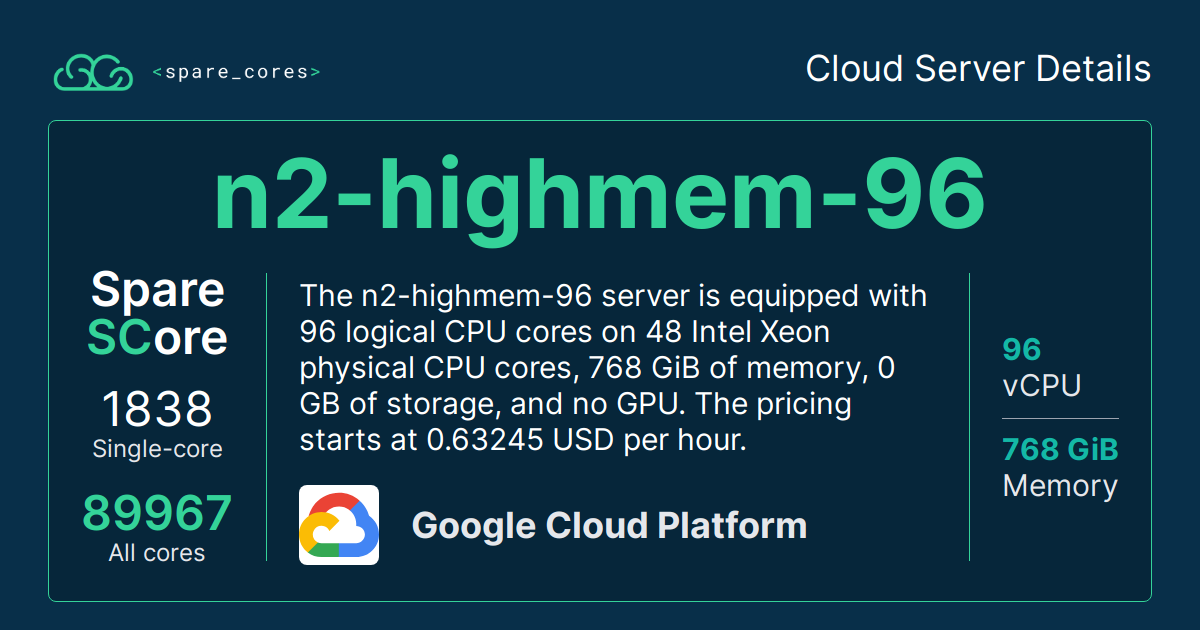 <spare_cores>
Cloud Server Details
n2-highmem-96
Spare
SCore
1838
Single-core
89967
All cores
The n2-highmem-96 server is equipped with
96 logical CPU cores on 48 Intel Xeon
physical CPU cores, 768 GiB of memory, 0
GB of storage, and no GPU. The pricing
starts at 0.63245 USD per hour.
Google Cloud Platform
96
vCPU
768 GiB
Memory